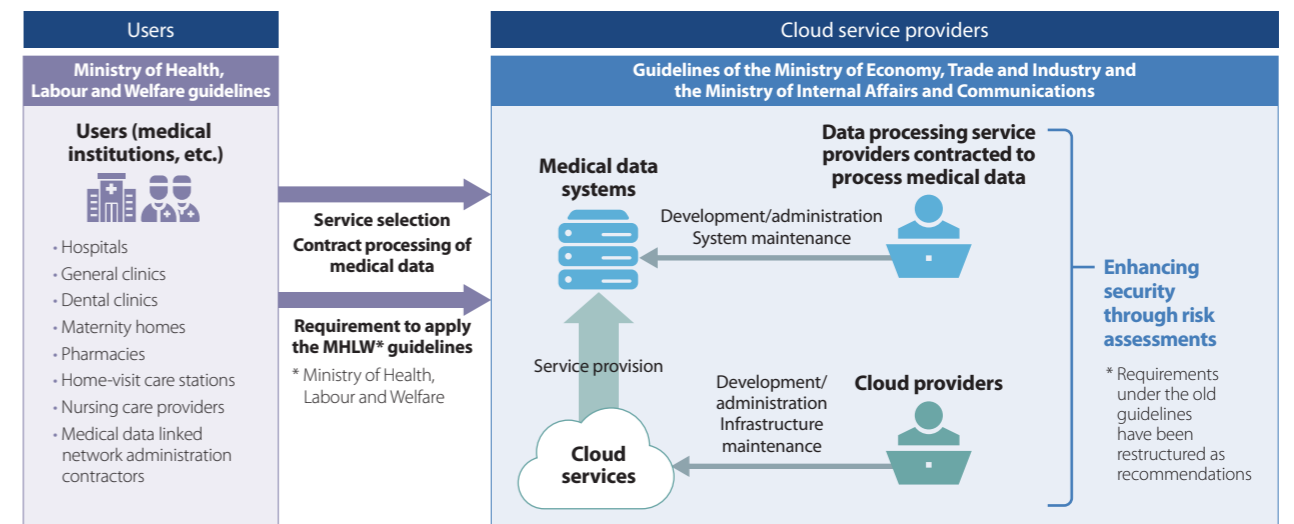 Users
Cloud service providers
Ministry of Health,
Labour and Welfare guidelines
Guidelines of the Ministry of Economy, Trade and Industry and
the Ministry of Internal Affairs and Communications
Users (medical
institutions, etc.)
• Hospitals
• General clinics
• Dental clinics
• Maternity homes
• Pharmacies
• Home-visit care stations
• Nursing care providers
• Medical data linked
network administration
contractors
Service selection
Contract processing of
medical data
Requirement to apply
the MHLW* guidelines
* Ministry of Health,
Labour and Welfare
Medical data
systems
Data processing service
providers contracted to
process medical data
Development/administration
System maintenance
Service provision
Cloud
services
Development/
administration
Infrastructure
maintenance
Cloud providers
Enhancing
security
through risk
assessments
* Requirements
under the old
guidelines
have been
restructured as
recommendations